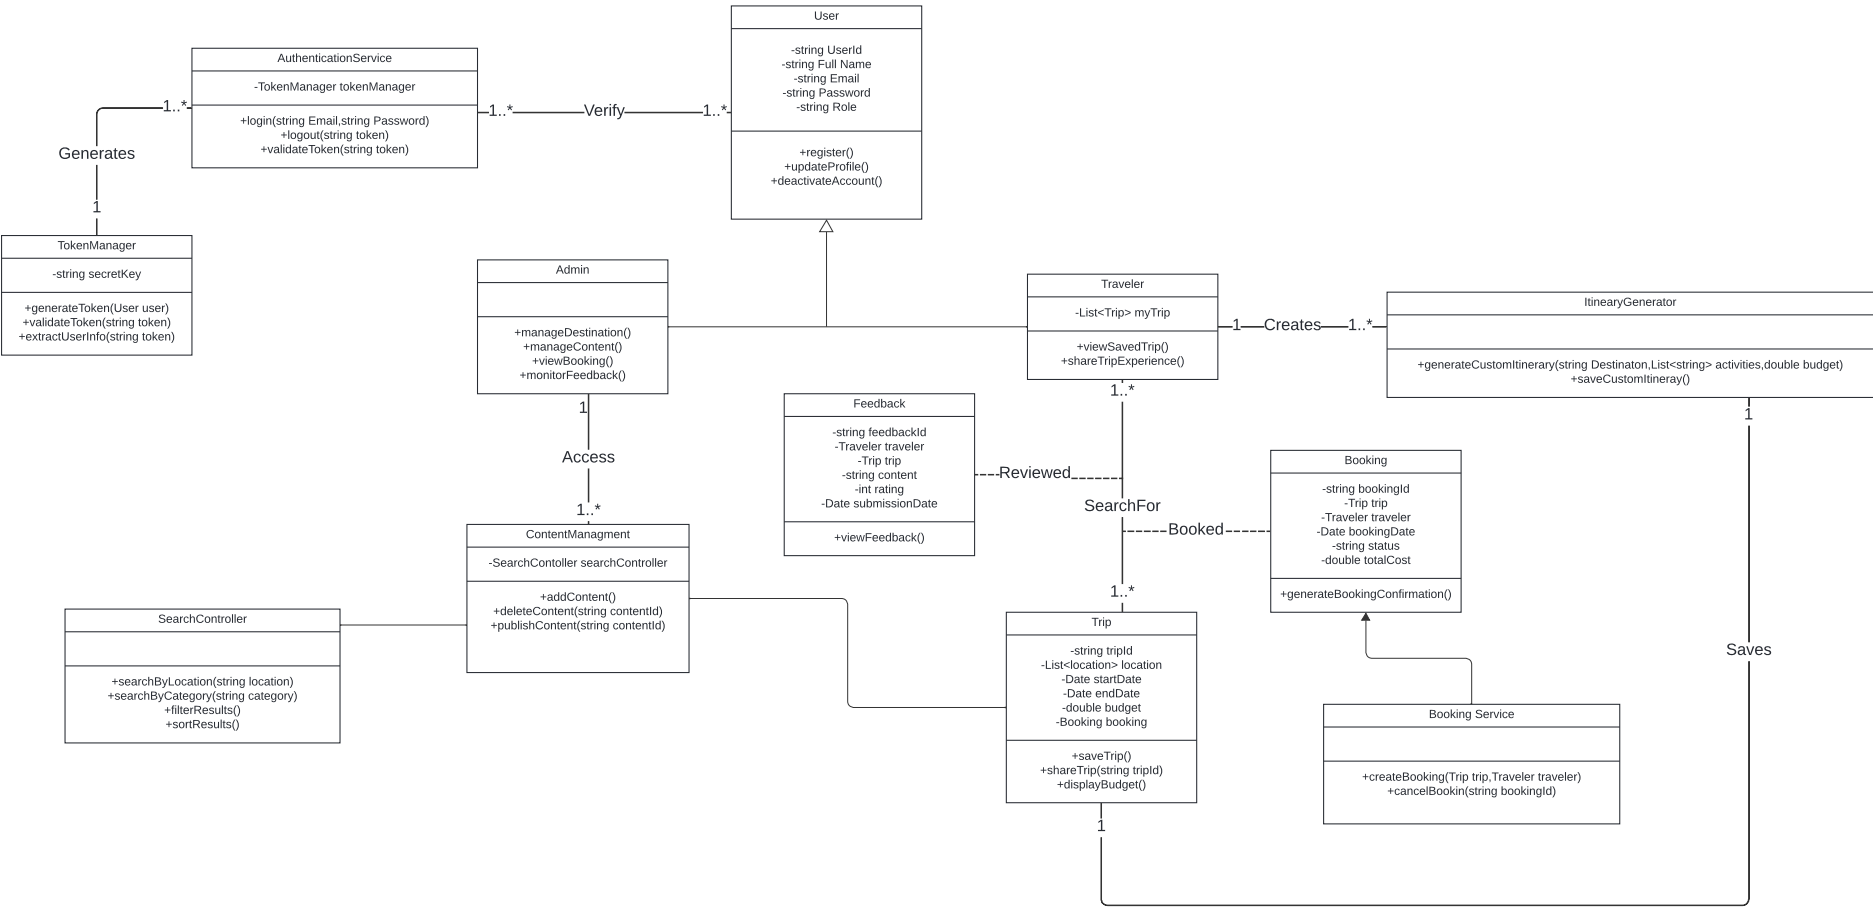 User
-string UserId
-string Full Name
-string Email
-string Password
-string Role
+register()
+updateProfile()
+deactivateAccount()
AuthenticationService
-TokenManager tokenManager
+login(string Email,string Password)
+logout(string token)
+validateToken(string token)
1..*
Verify
1..*
1..*
Generates
1
TokenManager
-string secretKey
+generateToken(User user)
+validateToken(string token)
+extractUserInfo(string token)
Admin
+manageDestination()
+manageContent()
+viewBooking()
+monitorFeedback()
Traveler
-List<Trip> myTrip
+viewSavedTrip()
+shareTripExperience()
1
Creates
1..*
ItinearyGenerator
+generateCustomItinerary(string Destinaton,List<string> activities,double budget)
+saveCustomItineray()
1
Access
1..*
Feedback
-string feedbackId
-Traveler traveler
-Trip trip
-string content
-int rating
-Date submissionDate
+viewFeedback()
Reviewed
1..*
SearchFor
1..*
Booked
Booking
-string bookingId
-Trip trip
-Traveler traveler
-Date bookingDate
-string status
-double totalCost
+generateBookingConfirmation()
1
Saves
1
ContentManagment
-SearchContoller searchController
+addContent()
+deleteContent(string contentId)
+publishContent(string contentId)
SearchController
+searchByLocation(string location)
+searchByCategory(string category)
+filterResults()
+sortResults()
Trip
-string tripId
-List<location> location
-Date startDate
-Date endDate
-double budget
-Booking booking
+saveTrip()
+shareTrip(string tripId)
+displayBudget()
Booking Service
+createBooking(Trip trip,Traveler traveler)
+cancelBookin(string bookingId)